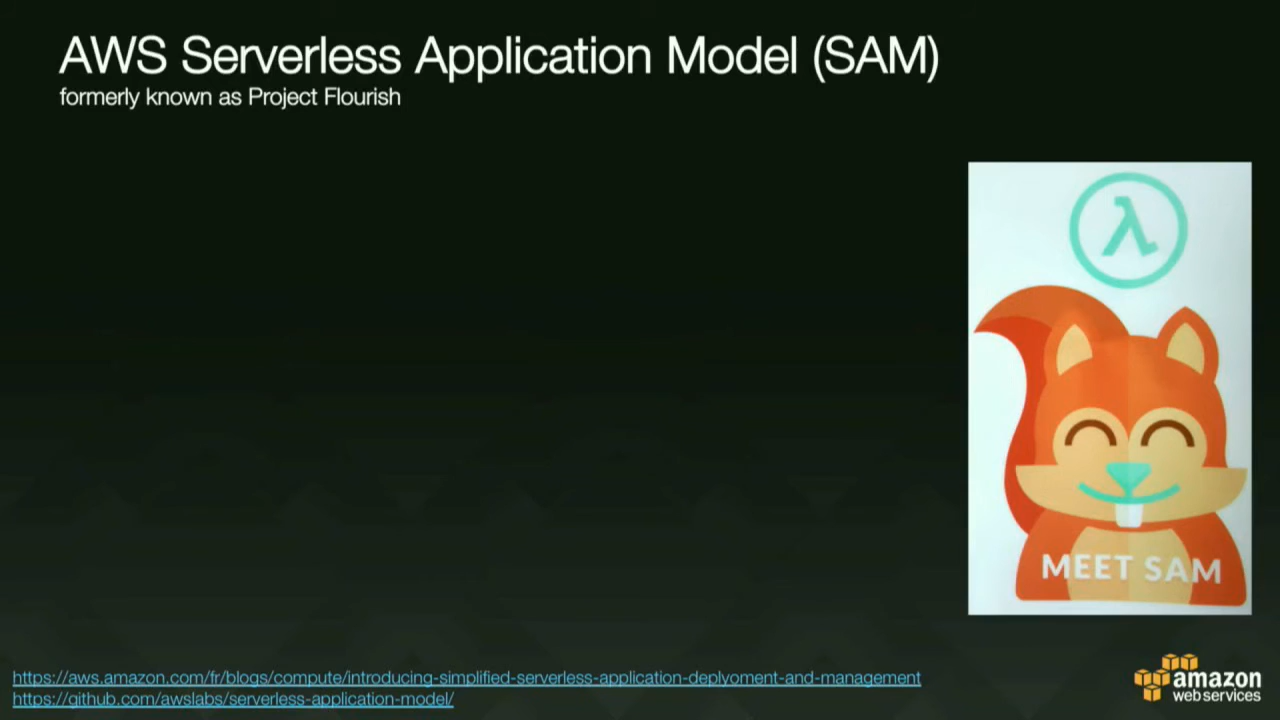 AWS Serverless Application Model (SAM)
formerly known as Project Flourish
λ
MEET SAM
https://aws.amazon.com/fr/blogs/compute/introducing-simplified-serverless-application-deplyoment-and-management
https://github.com/awslabs/serverless-application-model/
amazon
web services